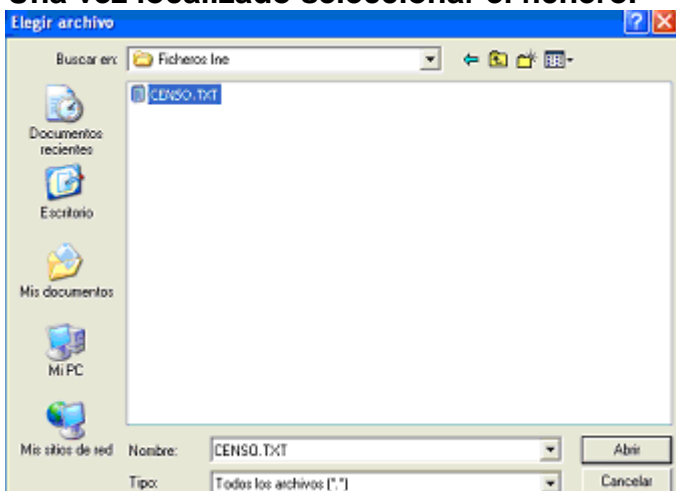 Una vez localizado seleccionar el fichero.
Elegir archivo
Buscar en: Ficheros Ine
CENSO.TXT
Documentos
recientes
Escritorio
Mis documentos
Mi PC
Mis sitios de red
Nombre: CENSO.TXT Abrir
Tipo: Todos los archivos (*.*) Cancelar